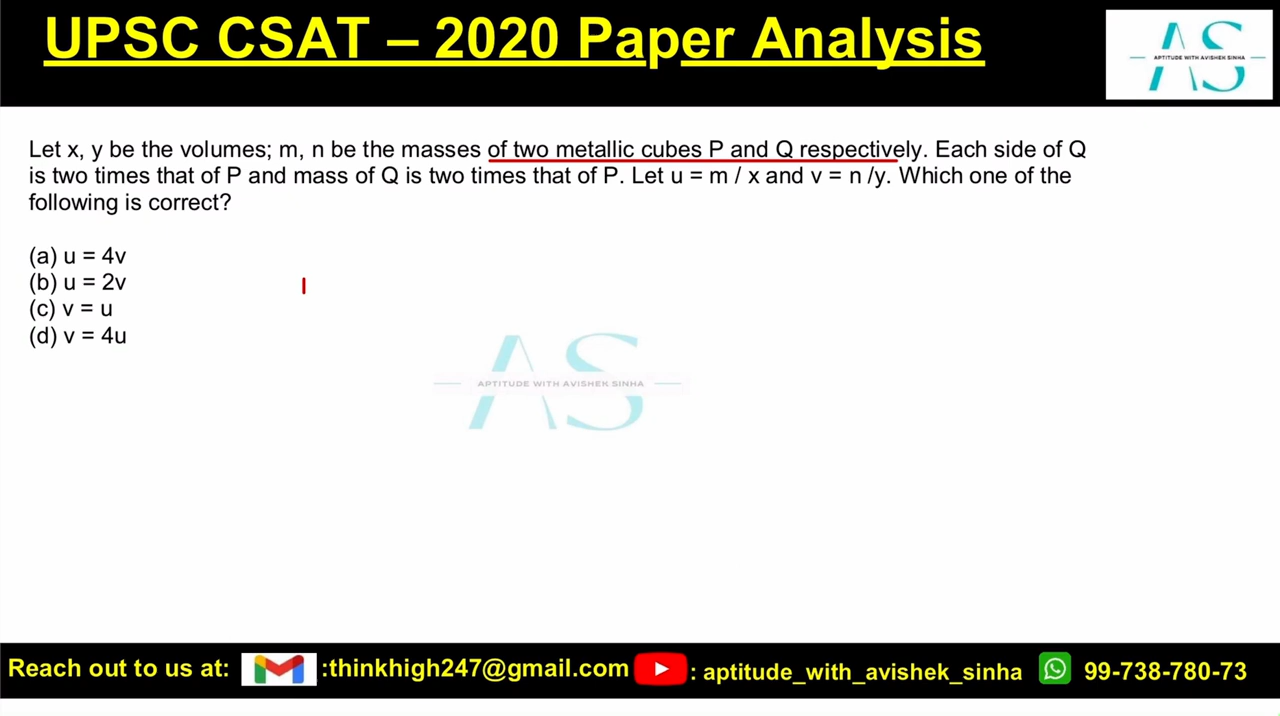 UPSC CSAT – 2020 Paper Analysis
AS
APTITUDE WITH AVISHEK SINHA
Let x, y be the volumes; m, n be the masses of two metallic cubes P and Q respectively. Each side of Q
is two times that of P and mass of Q is two times that of P. Let u = m / x and v = n /y. Which one of the
following is correct?
(a) u = 4v
(b) u = 2v
(c) v = u
(d) v = 4u
AS
APTITUDE WITH AVISHEK SINHA
Reach out to us at: :thinkhigh247@gmail.com : aptitude_with_avishek_sinha 99-738-780-73